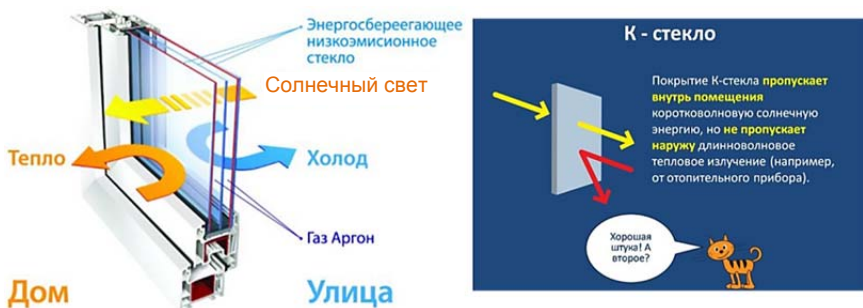 Энергосбереегающее
низкоэмисионное
стекло
Солнечный свет
Тепло
Холод
Газ Аргон
Дом
Улица
К - стекло
Покрытие К-стекла пропускает
внутрь помещения
коротковолновую солнечную
энергию, но не пропускает
наружу длинноволновое
тепловое излучение (например,
от отопительного прибора).
Хорошая
штука! А
второе?